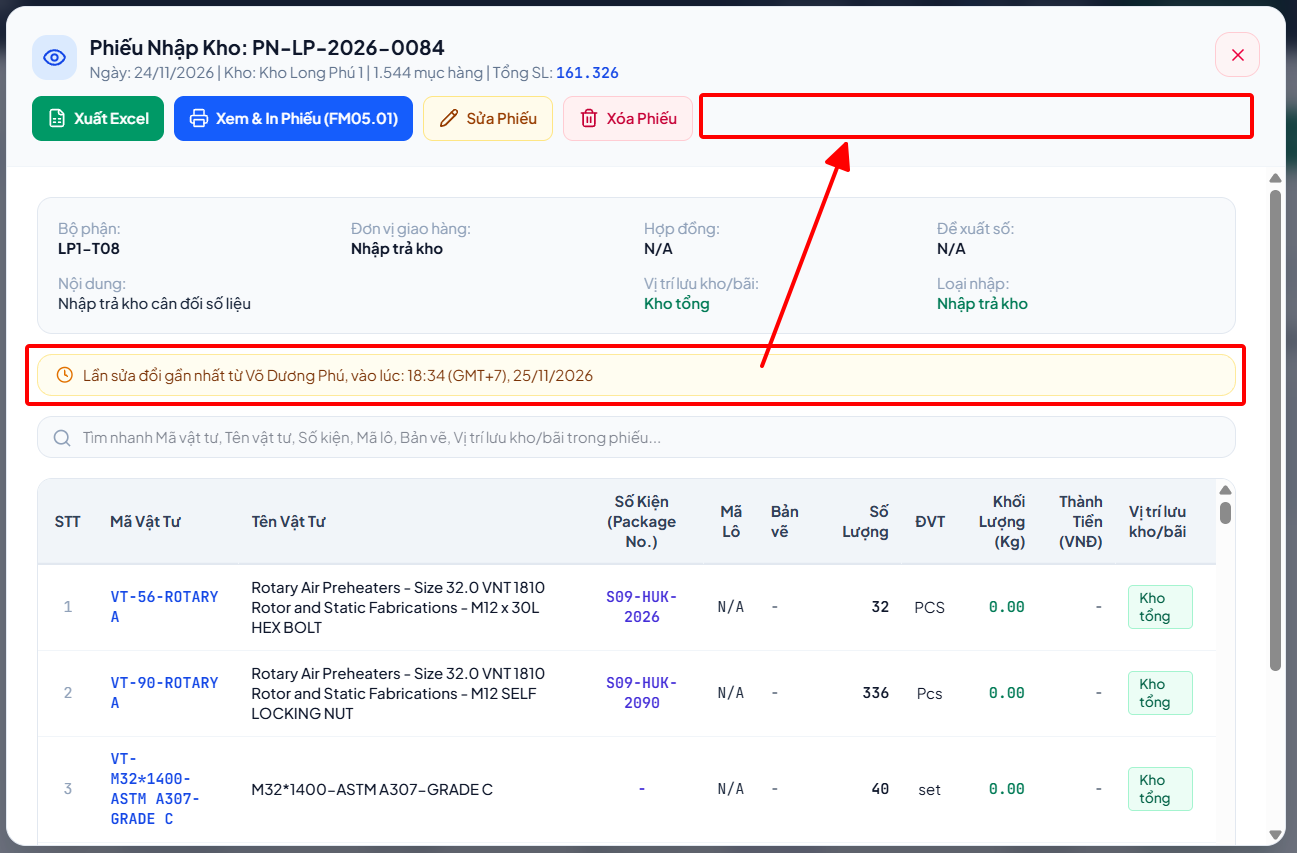 Phiếu Nhập Kho: PN-LP-2026-0084
Ngày: 24/11/2026 | Kho: Kho Long Phú 1 | 1.544 mục hàng | Tổng SL: 161.326
Xuất Excel
Xem & In Phiếu (FM05.01)
Sửa Phiếu
Xóa Phiếu
Bộ phận:
LP1-T08
Đơn vị giao hàng:
Nhập trả kho
Hợp đồng:
N/A
Đề xuất số:
N/A
Nội dung:
Nhập trả kho cân đối số liệu
Vị trí lưu kho/bãi:
Kho tổng
Loại nhập:
Nhập trả kho
Lần sửa đổi gần nhất từ Võ Dương Phú, vào lúc: 18:34 (GMT+7), 25/11/2026
Tìm nhanh Mã vật tư, Tên vật tư, Số kiện, Mã lô, Bản vẽ, Vị trí lưu kho/bãi trong phiếu...
STT
Mã Vật Tư
Tên Vật Tư
Số Kiện
(Package
No.)
Mã
Lô
Bản
vẽ
Số
Lượng
ĐVT
Khối
Lượng
(Kg)
Thành
Tiền
(VNĐ)
Vị trí lưu
kho/bãi
1
VT-56-ROTARY
A
Rotary Air Preheaters - Size 32.0 VNT 1810
Rotor and Static Fabrications - M12 x 30L
HEX BOLT
S09-HUK-
2026
N/A
-
32
PCS
0.00
-
Kho
tổng
2
VT-90-ROTARY
A
Rotary Air Preheaters - Size 32.0 VNT 1810
Rotor and Static Fabrications - M12 SELF
LOCKING NUT
S09-HUK-
2090
N/A
-
336
Pcs
0.00
-
Kho
tổng
3
VT-
M32*1400-
ASTM A307-
GRADE C
M32*1400-ASTM A307-GRADE C
-
N/A
-
40
set
0.00
-
Kho
tổng